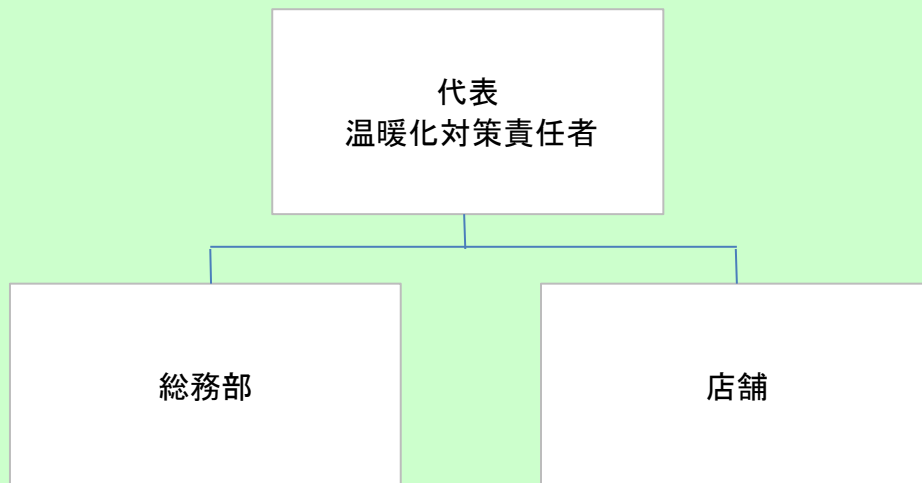 代表
温暖化対策責任者
総務部
店舗